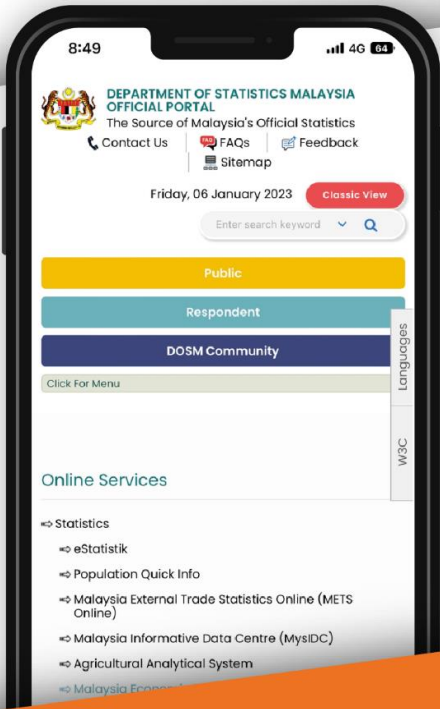 8:49
4G 64
DEPARTMENT OF STATISTICS MALAYSIA
OFFICIAL PORTAL
The Source of Malaysia's Official Statistics
Contact Us FAQs Feedback
Sitemap
Friday, 06 January 2023 Classic View
Enter search keyword
Public
Respondent
DOSM Community
Click For Menu
Languages
W3C
Online Services
Statistics
eStatistik
Population Quick Info
Malaysia External Trade Statistics Online (METS
Online)
Malaysia Informative Data Centre (MysIDC)
Agricultural Analytical System
Malaysia